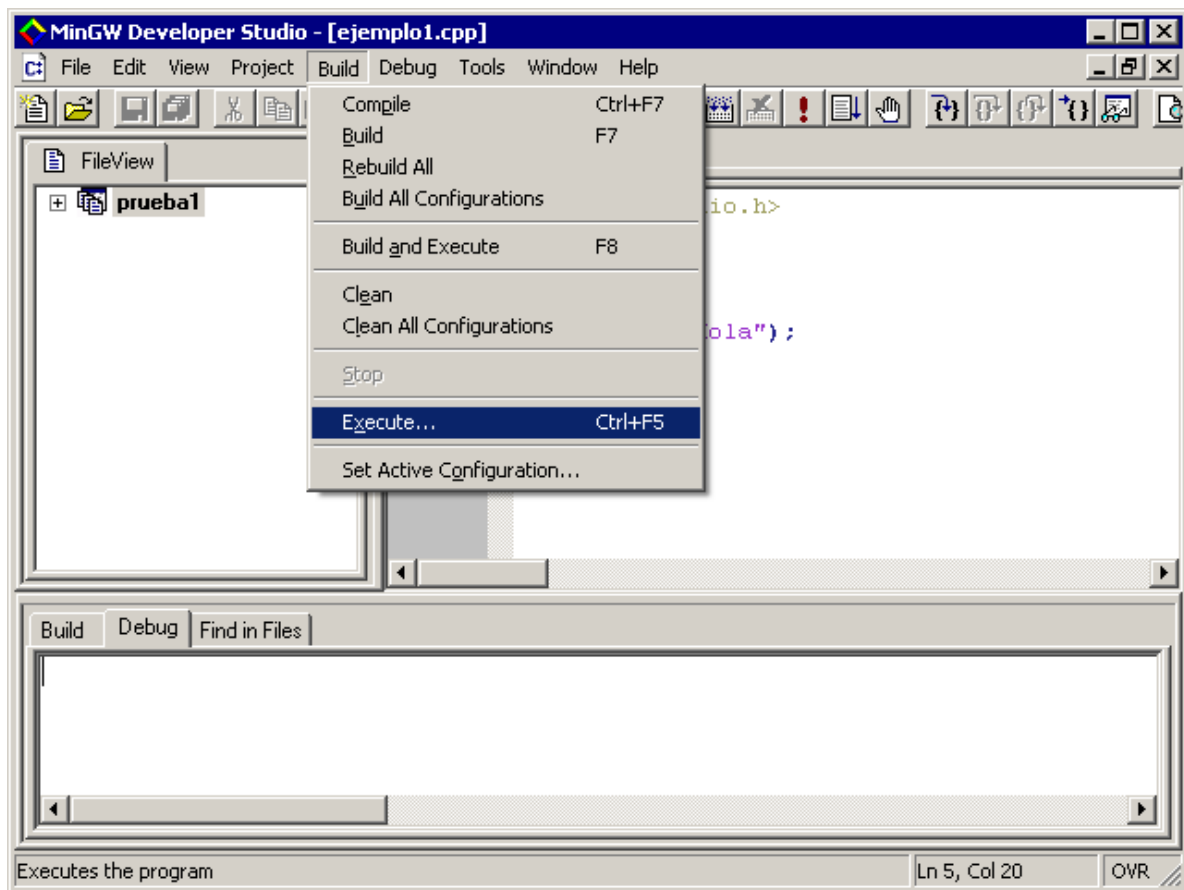 MinGW Developer Studio - [ejemplo1.cpp]
File Edit View Project Build Debug Tools Window Help
Compile Ctrl+F7
Build F7
Rebuild All
Build All Configurations
Build and Execute F8
Clean
Clean All Configurations
Stop
Execute... Ctrl+F5
Set Active Configuration...
FileView
prueba1
io.h>
ola");
Build Debug Find in Files
Executes the program Ln 5, Col 20 OVR